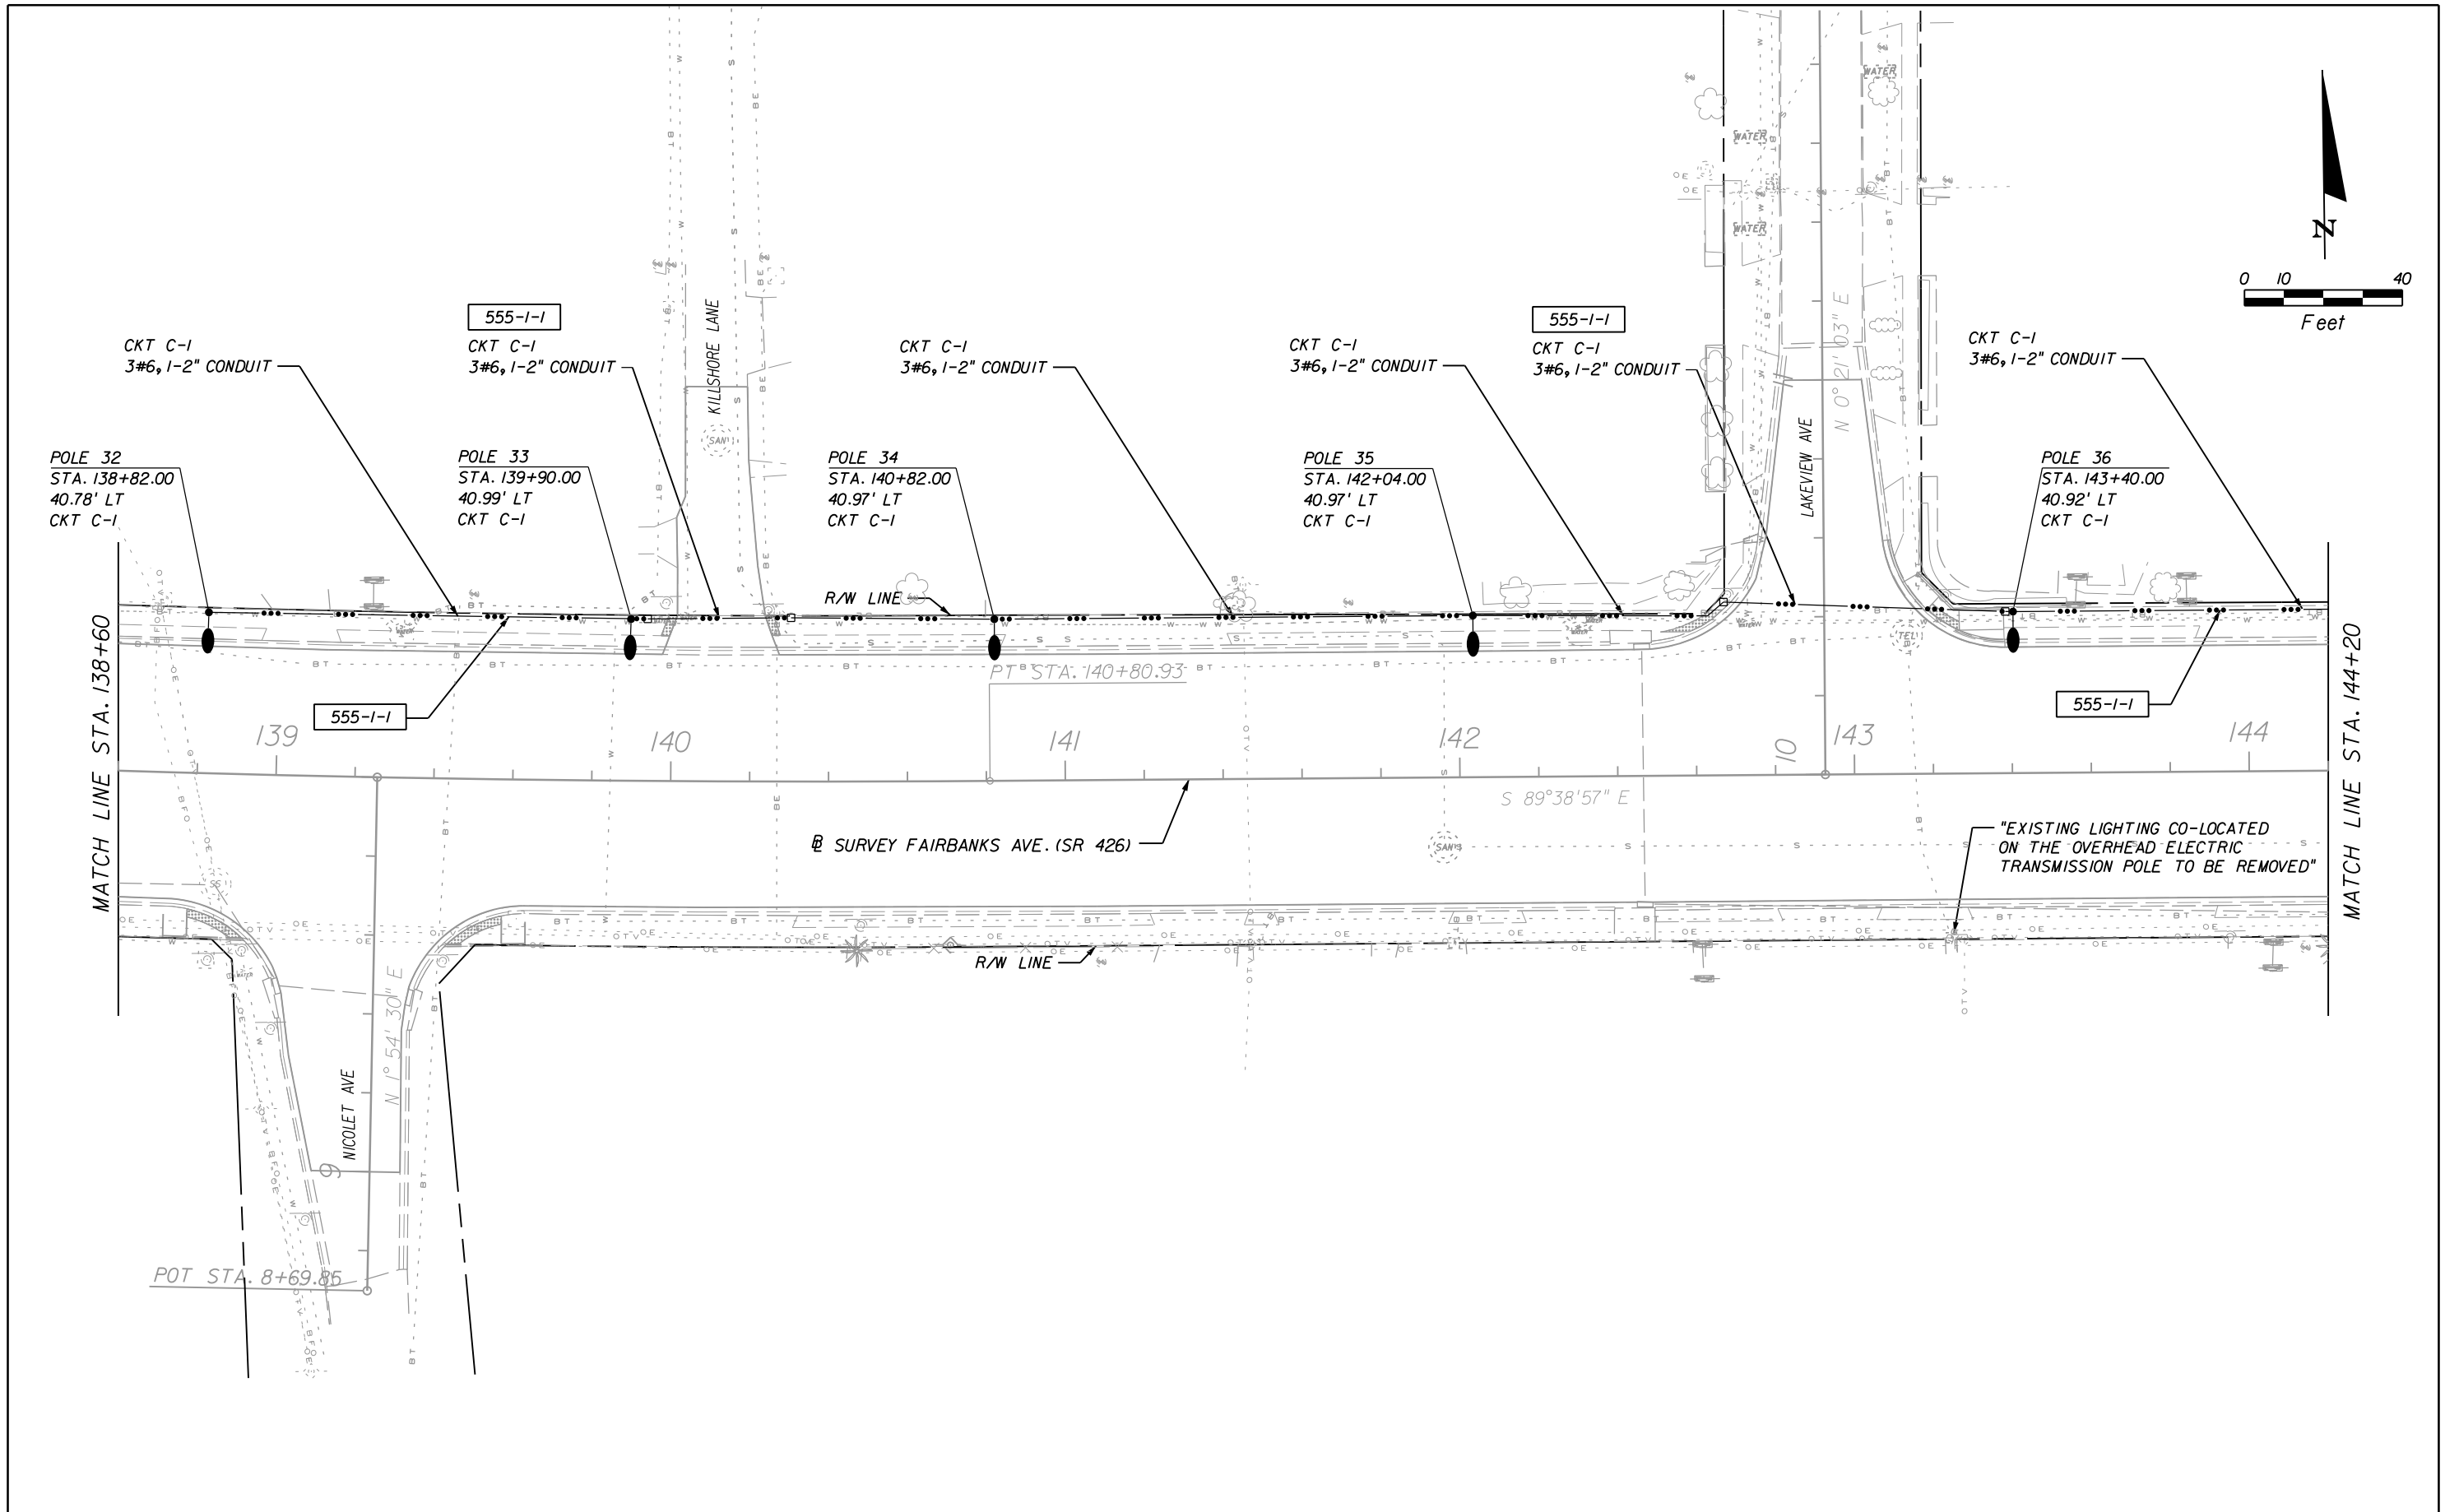 0 10 40
Feet
N
555-1-1
CKT C-1
3#6, 1-2" CONDUIT
CKT C-1
3#6, 1-2" CONDUIT
CKT C-1
3#6, 1-2" CONDUIT
CKT C-1
3#6, 1-2" CONDUIT
555-1-1
CKT C-1
3#6, 1-2" CONDUIT
CKT C-1
3#6, 1-2" CONDUIT
KILLSHORE LANE
LAKEVIEW AVE
N 0°21'03" E
WATER
WATER
WATER
SAN
POLE 32
STA. 138+82.00
40.78' LT
CKT C-1
POLE 33
STA. 139+90.00
40.99' LT
CKT C-1
POLE 34
STA. 140+82.00
40.97' LT
CKT C-1
POLE 35
STA. 142+04.00
40.97' LT
CKT C-1
POLE 36
STA. 143+40.00
40.92' LT
CKT C-1
R/W LINE
TEL
MATCH LINE STA. 138+60
MATCH LINE STA. 144+20
555-1-1
555-1-1
PT STA. 140+80.93
139
140
141
142
10
143
144
S 89°38'57" E
SURVEY FAIRBANKS AVE. (SR 426)
SAN
"EXISTING LIGHTING CO-LOCATED
ON THE OVERHEAD ELECTRIC
TRANSMISSION POLE TO BE REMOVED"
R/W LINE
NICOLET AVE
N 1°54'30" E
9
POT STA. 8+69.85